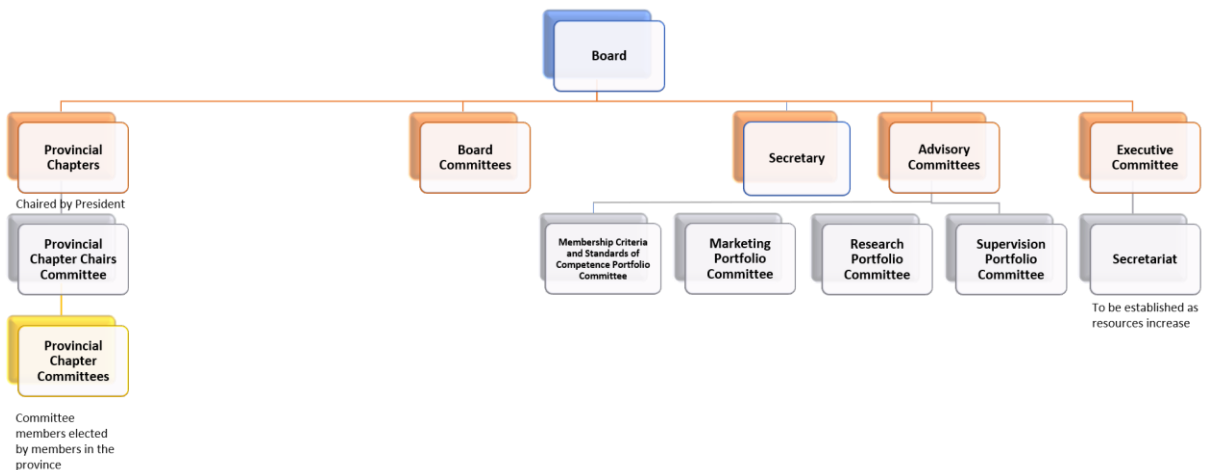 Board
Provincial
Chapters
Board
Committees
Secretary
Advisory
Committees
Executive
Committee
Chaired by President
Provincial
Chapter Chairs
Committee
Membership Criteria
and Standards of
Competence Portfolio
Committee
Marketing
Portfolio
Committee
Research
Portfolio
Committee
Supervision
Portfolio
Committee
Secretariat
To be established as
resources increase
Provincial
Chapter
Committees
Committee
members elected
by members in the
province